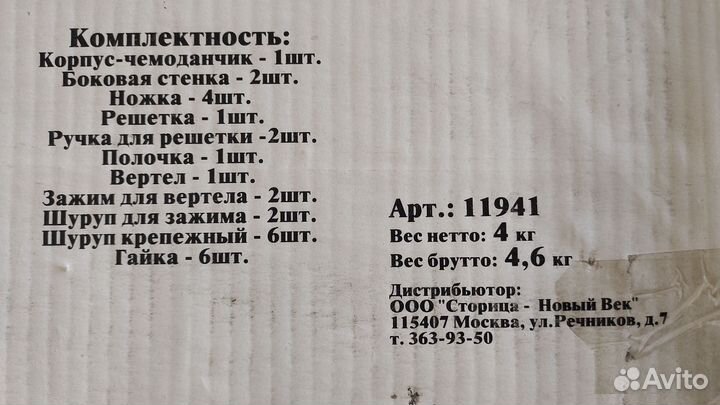 Комплектность:
Корпус-чемоданчик - 1шт.
Боковая стенка - 2шт.
Ножка - 4шт.
Решетка - 1шт.
Ручка для решетки -2шт.
Полочка - 1шт.
Вертел - 1шт.
Зажим для вертела - 2шт.
Шуруп для зажима - 2шт.
Шуруп крепежный - 6шт.
Гайка - 6шт.
Арт.: 11941
Вес нетто: 4 кг
Вес брутто: 4,6 кг
Дистрибьютор:
ООО "Сторица - Новый Век"
115407 Москва, ул.Речников, д.7
т. 363-93-50
Avito